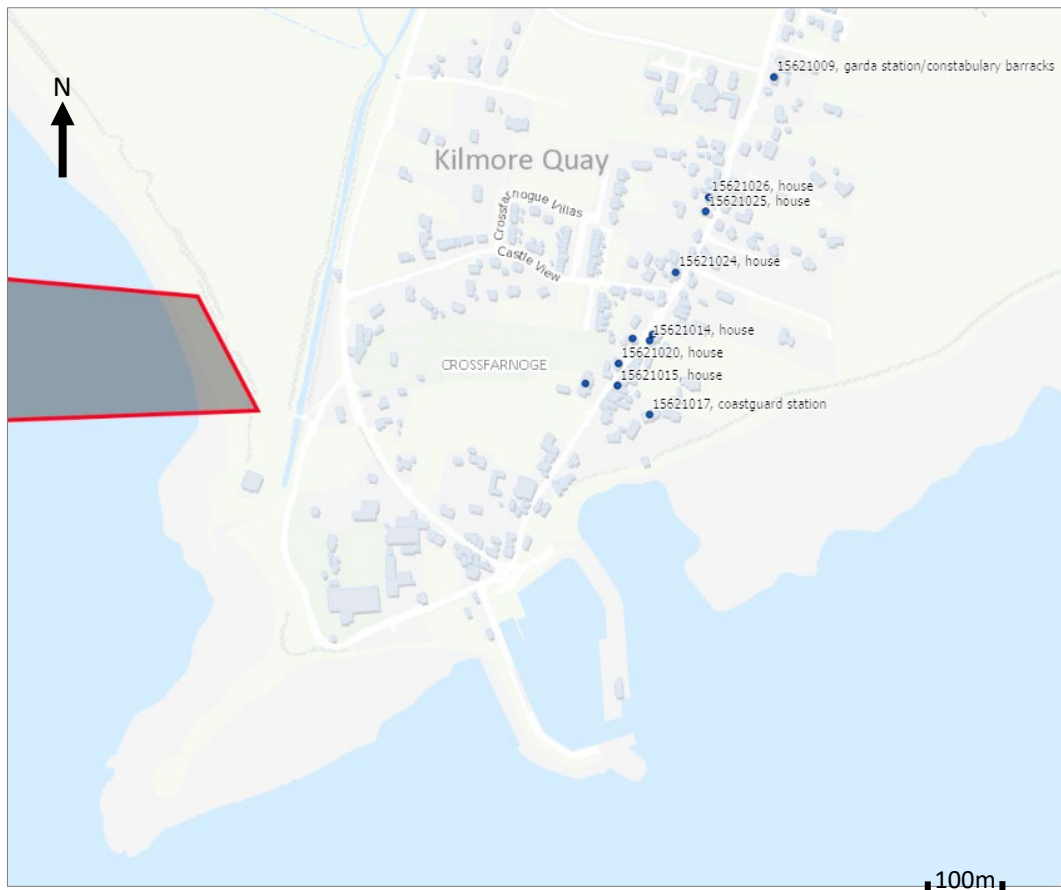 15621009, garda station/constabulary barracks
N
Kilmore Quay
15621026, house
15621025, house
Crossfarnogue Villas
Castle View
15621024, house
15621014, house
15621020, house
CROSSFARNOGE
15621015, house
15621017, coastguard station
100m